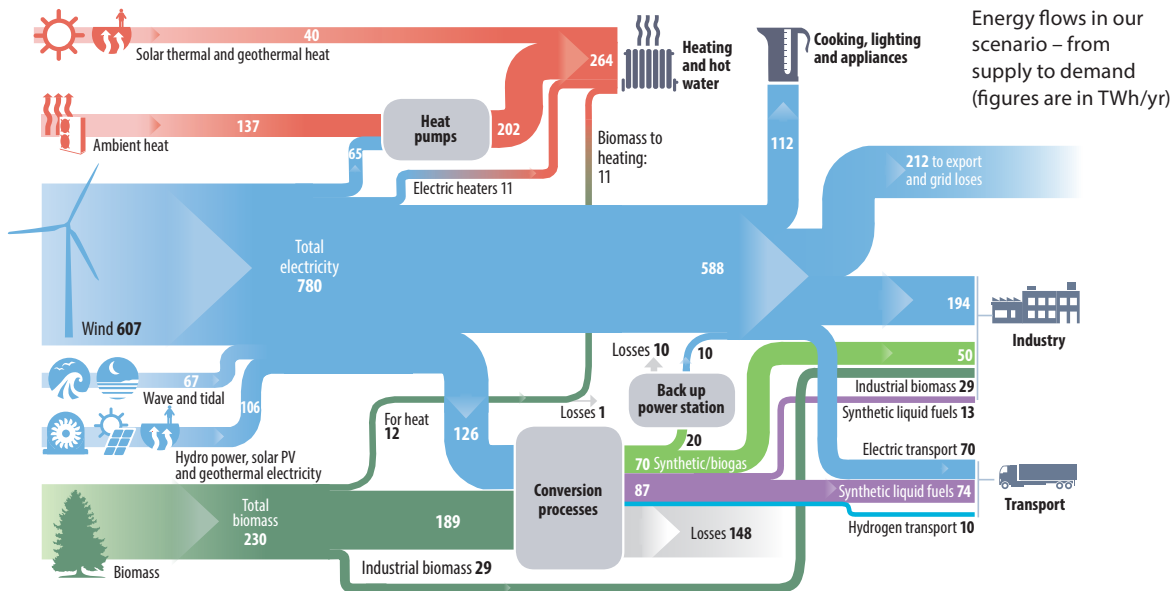 Energy flows in our
scenario – from
supply to demand
(figures are in TWh/yr)
40
Solar thermal and geothermal heat
264
Heating
and hot
water
Cooking, lighting
and appliances
137
Ambient heat
Heat
pumps
202
65
Electric heaters 11
Biomass to
heating:
11
112
212 to export
and grid loses
Total
electricity
780
588
Wind 607
194
Industry
67
Wave and tidal
106
Hydro power, solar PV
and geothermal electricity
Losses 10
10
Back up
power station
20
50
Industrial biomass 29
Synthetic liquid fuels 13
For heat
12
Losses 1
126
Electric transport 70
70 Synthetic/biogas
87
Synthetic liquid fuels 74
Transport
Hydrogen transport 10
Conversion
processes
Total
biomass
230
189
Losses 148
Biomass
Industrial biomass 29